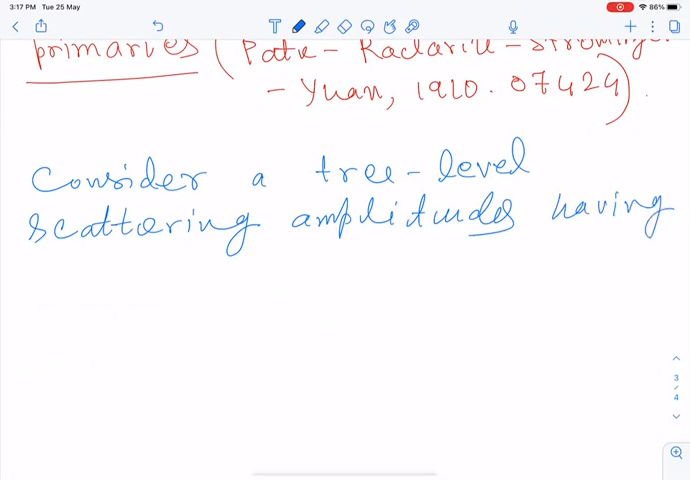 3:17 PM Tue 25 May
86%
primaries (Pate - Raclariu - Strominger
- Yuan, 1910.07424).
Consider a tree-level
scattering amplitudes having
3
4